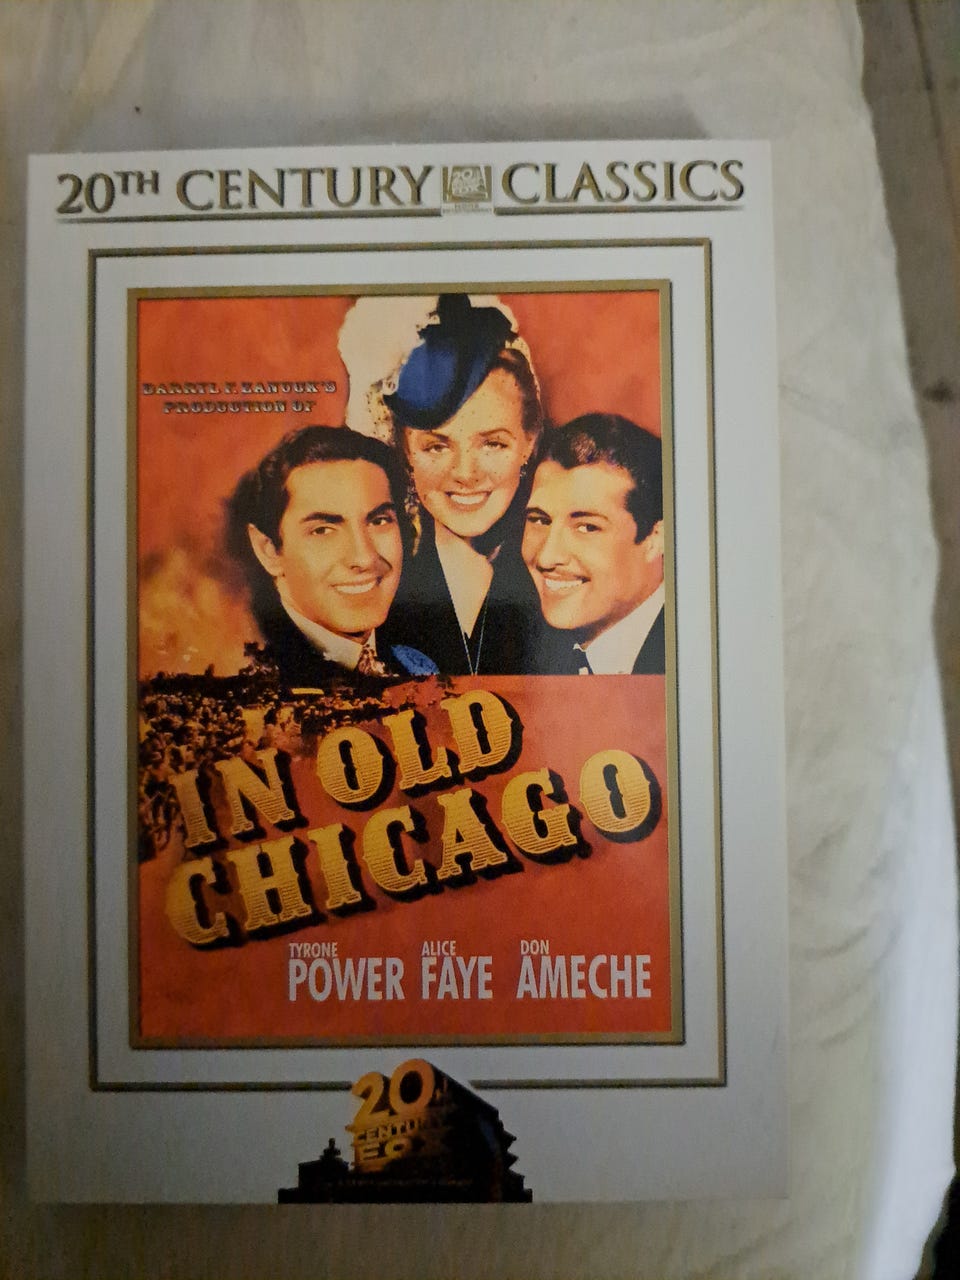 20TH CENTURY CLASSICS
DARRYL F. ZANUCK'S
PRODUCTION OF
IN OLD
CHICAGO
TYRONE POWER ALICE FAYE DON AMECHE
20TH
CENTURY
FOX